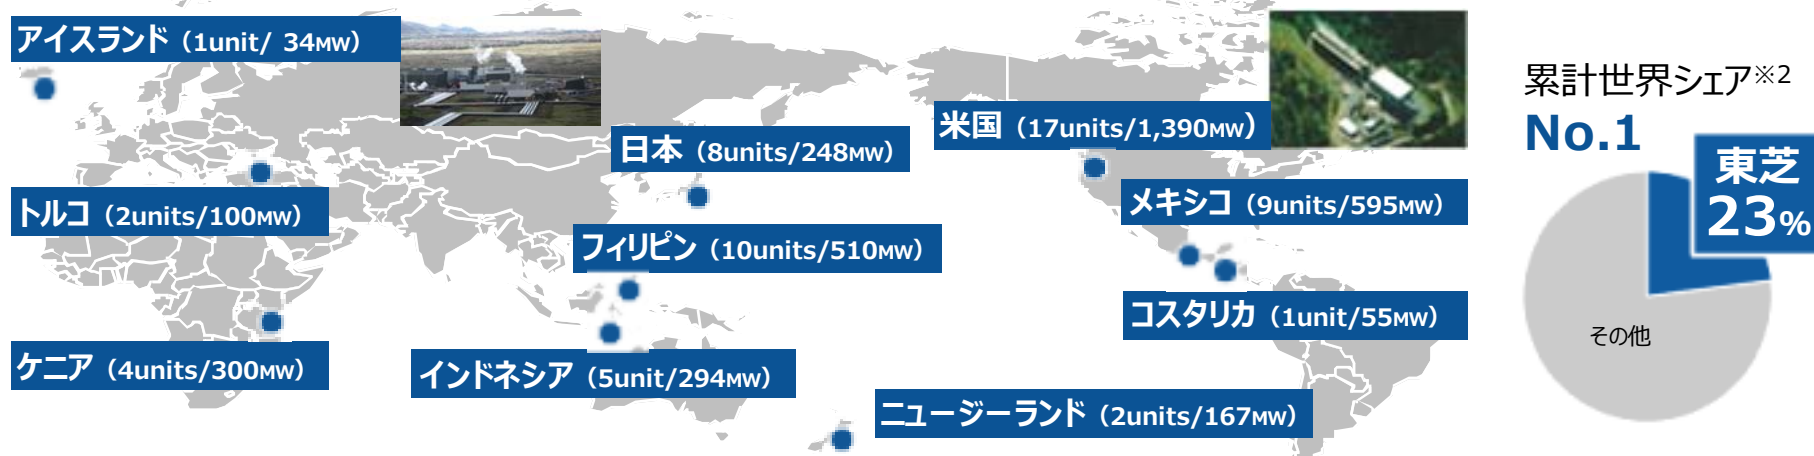 アイスランド（1unit/ 34MW）
日本（8units/248MW）
米国（17units/1,390MW）
トルコ（2units/100MW）
メキシコ（9units/595MW）
フィリピン（10units/510MW）
コスタリカ（1unit/55MW）
ケニア（4units/300MW）
インドネシア（5unit/294MW）
ニュージーランド（2units/167MW）
累計世界シェア※2
No.1
東芝
23%
その他